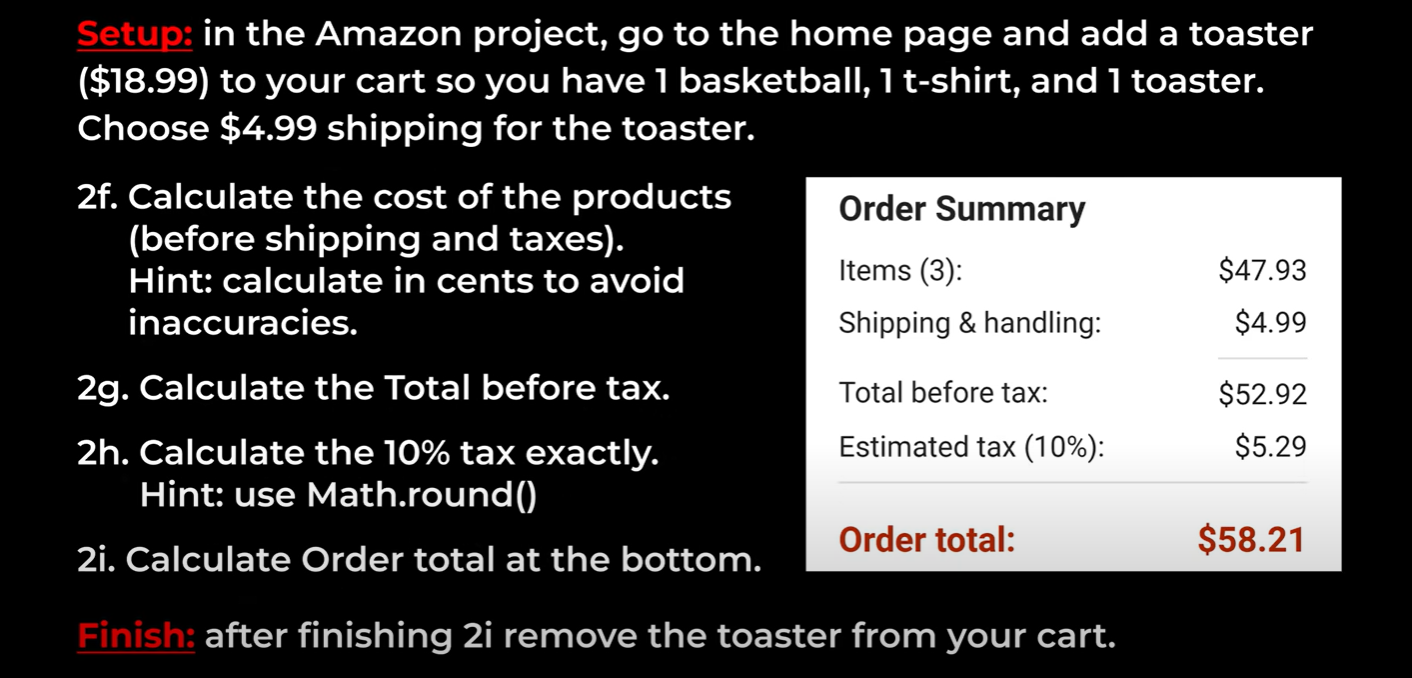 Setup: in the Amazon project, go to the home page and add a toaster
($18.99) to your cart so you have 1 basketball, 1 t-shirt, and 1 toaster.
Choose $4.99 shipping for the toaster.
2f. Calculate the cost of the products
(before shipping and taxes).
Hint: calculate in cents to avoid
inaccuracies.
2g. Calculate the Total before tax.
2h. Calculate the 10% tax exactly.
Hint: use Math.round()
2i. Calculate Order total at the bottom.
Order Summary
Items (3): $47.93
Shipping & handling: $4.99
Total before tax: $52.92
Estimated tax (10%): $5.29
Order total: $58.21
Finish: after finishing 2i remove the toaster from your cart.